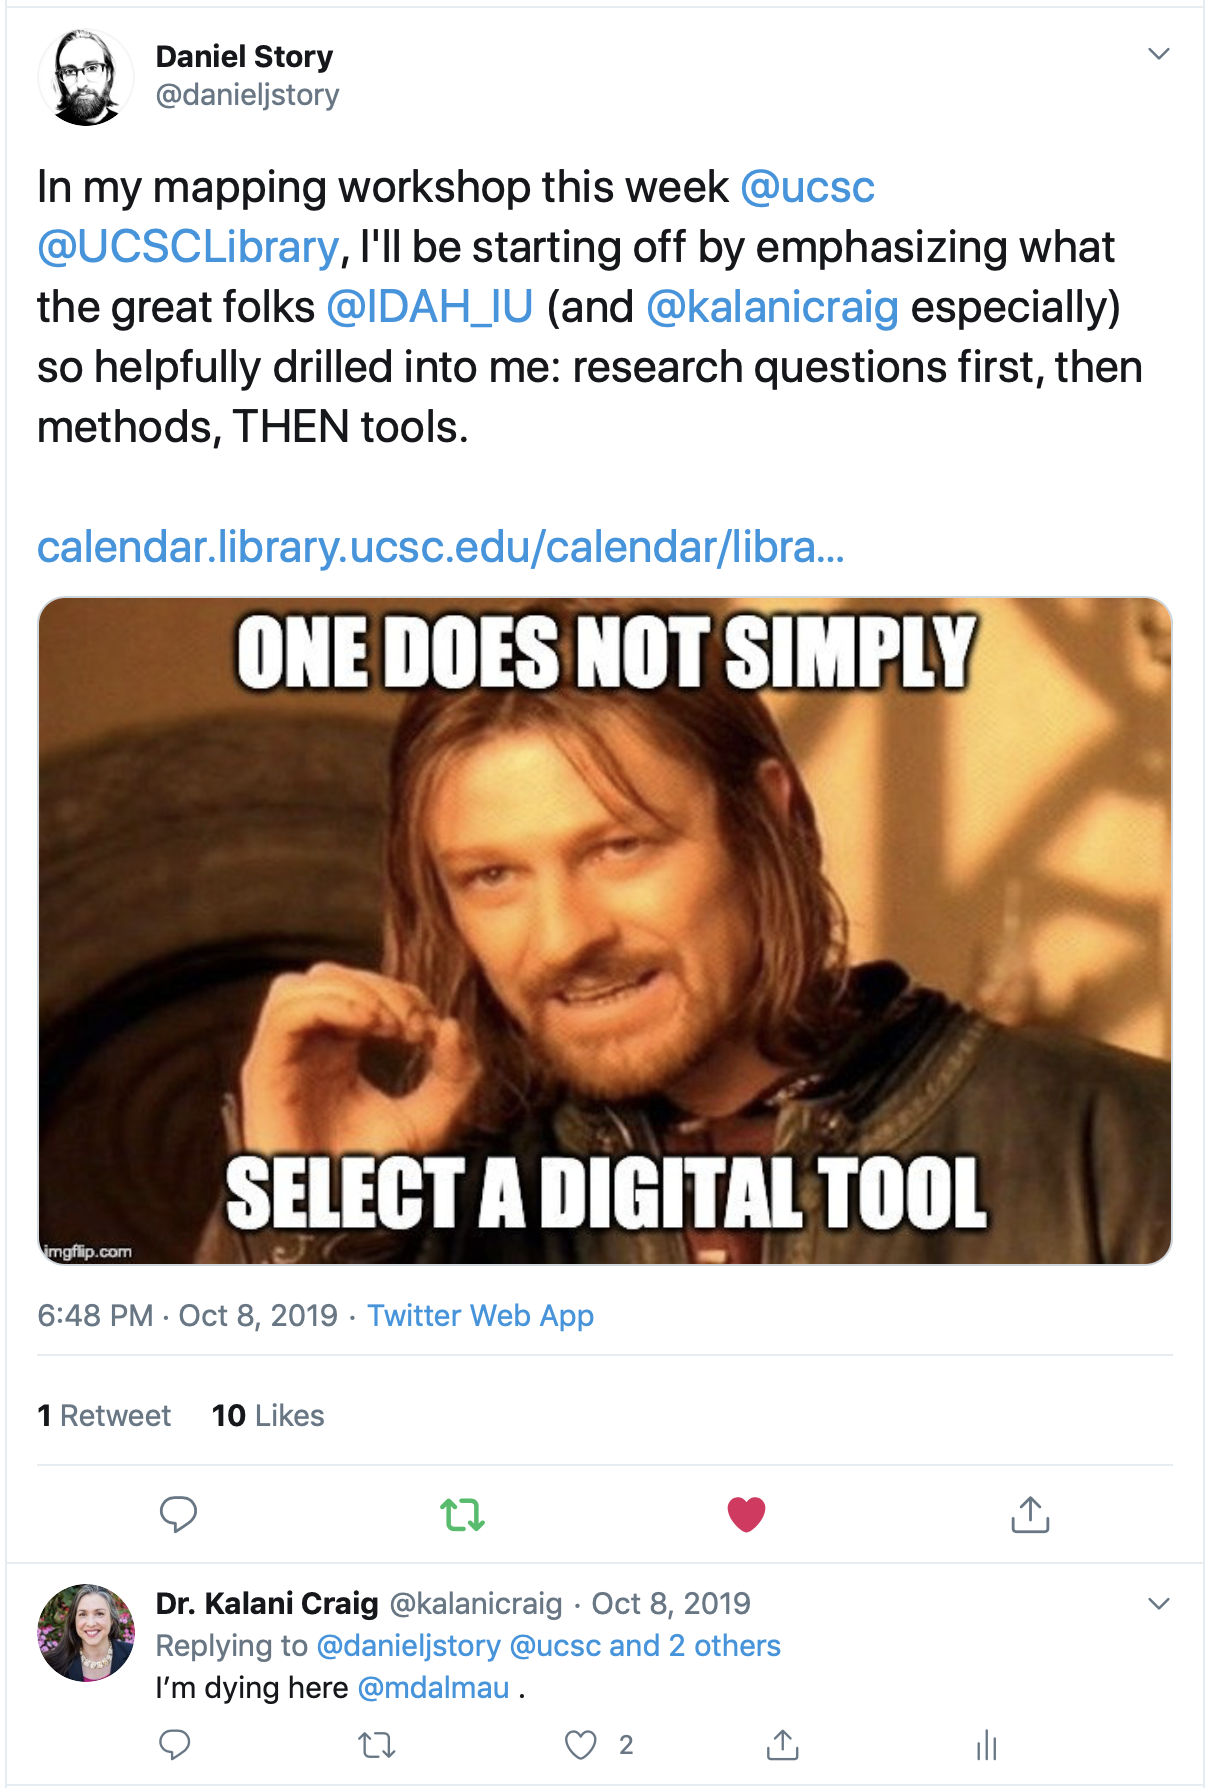 Daniel Story
@danieljstory
In my mapping workshop this week @ucsc
@UCSCLibrary, I'll be starting off by emphasizing what
the great folks @IDAH_IU (and @kalanicraig especially)
so helpfully drilled into me: research questions first, then
methods, THEN tools.
calendar.library.ucsc.edu/calendar/libra...
ONE DOES NOT SIMPLY
SELECT A DIGITAL TOOL
imgflip.com
6:48 PM · Oct 8, 2019 · Twitter Web App
1 Retweet 10 Likes
Dr. Kalani Craig @kalanicraig · Oct 8, 2019
Replying to @danieljstory @ucsc and 2 others
I’m dying here @mdalmau .
2